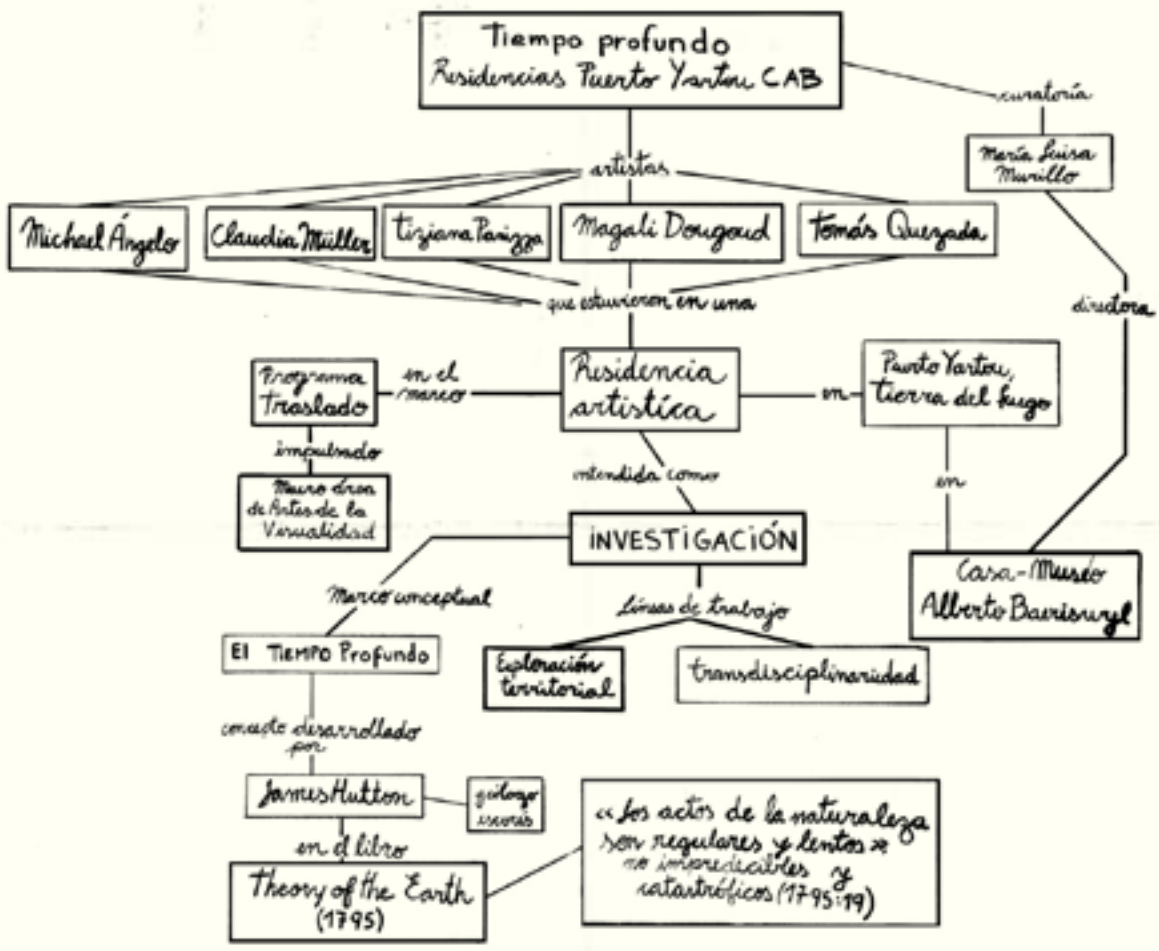 Tiempo profundo
Residencias Puerto Yartou CAB
curatoría
María Luisa
Murillo
artistas
Michael Ángelo
Claudia Müller
Tiziana Panizza
Magali Dougoud
Tomás Quezada
que estuvieron en una
directora
Programa
Traslado
en el
marco
Residencia
artistíca
en
Puerto Yartou,
tierra del fuego
impulsado
Muro área
de Artes de la
Visualidad
entendida como
en
INVESTIGACIÓN
Casa-Museo
Alberto Baeriswyl
Marco conceptual
Líneas de trabajo
El TIEMPO Profundo
Exploración
territorial
transdisciplinariedad
concepto desarrollado
por
James Hutton
geólogo
escocés
en el libro
Theory of the Earth
(1795)
«Los actos de la naturaleza
son regulares y lentos»
no impredecibles y
catastróficos (1795:19)